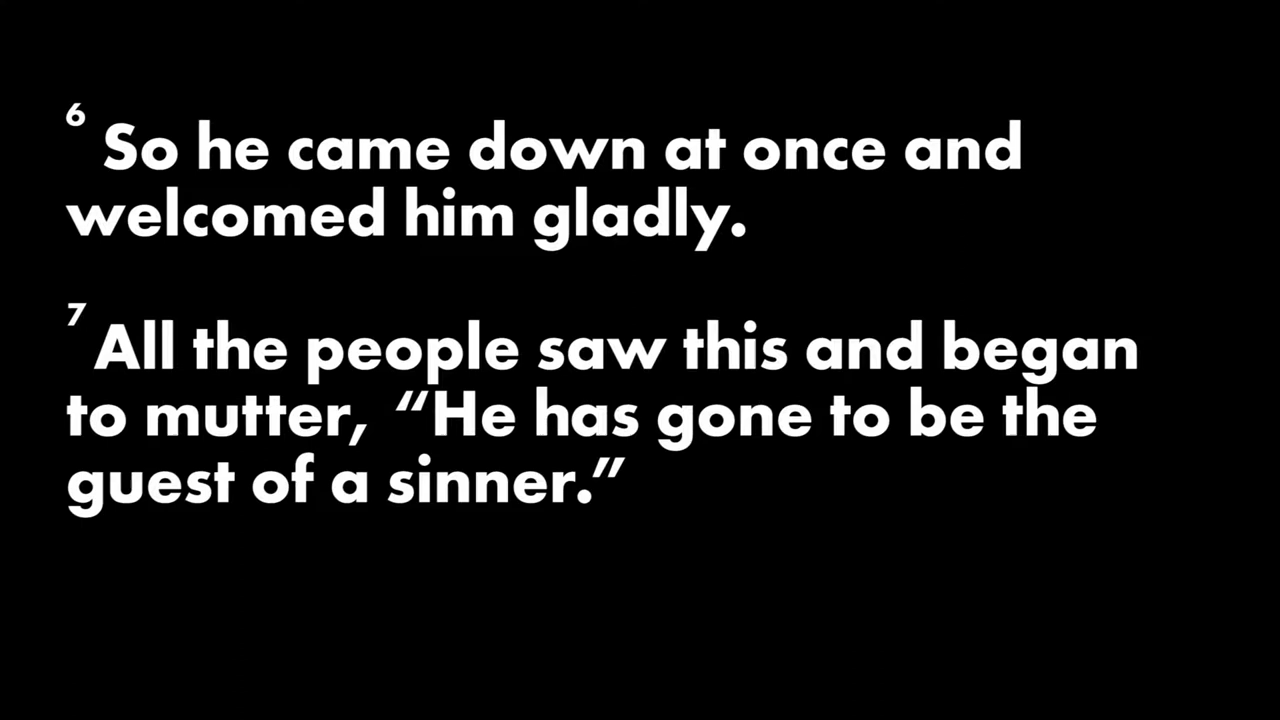 6 So he came down at once and
welcomed him gladly.
7 All the people saw this and began
to mutter, “He has gone to be the
guest of a sinner.”